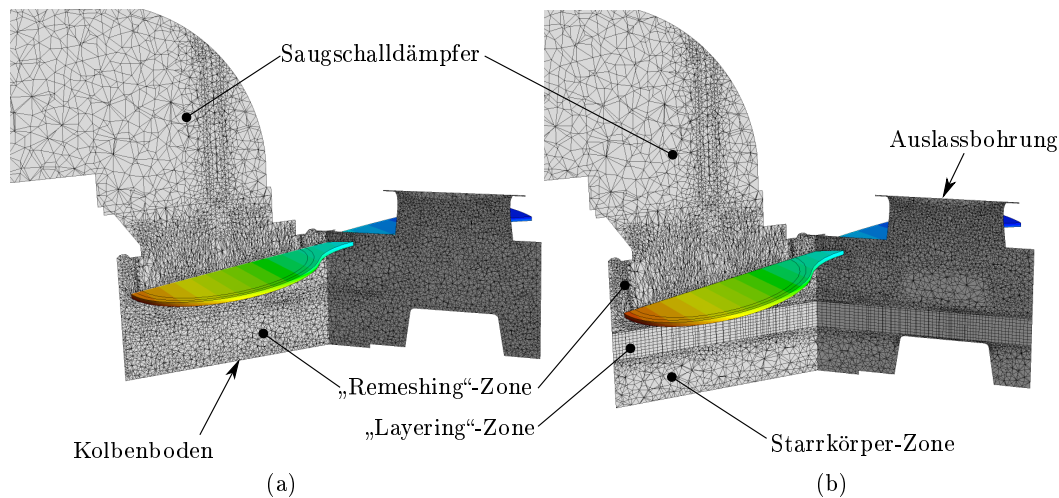 Saugschalldämpfer
Auslassbohrung
„Remeshing“-Zone
„Layering“-Zone
Kolbenboden
Starrkörper-Zone
(a)
(b)